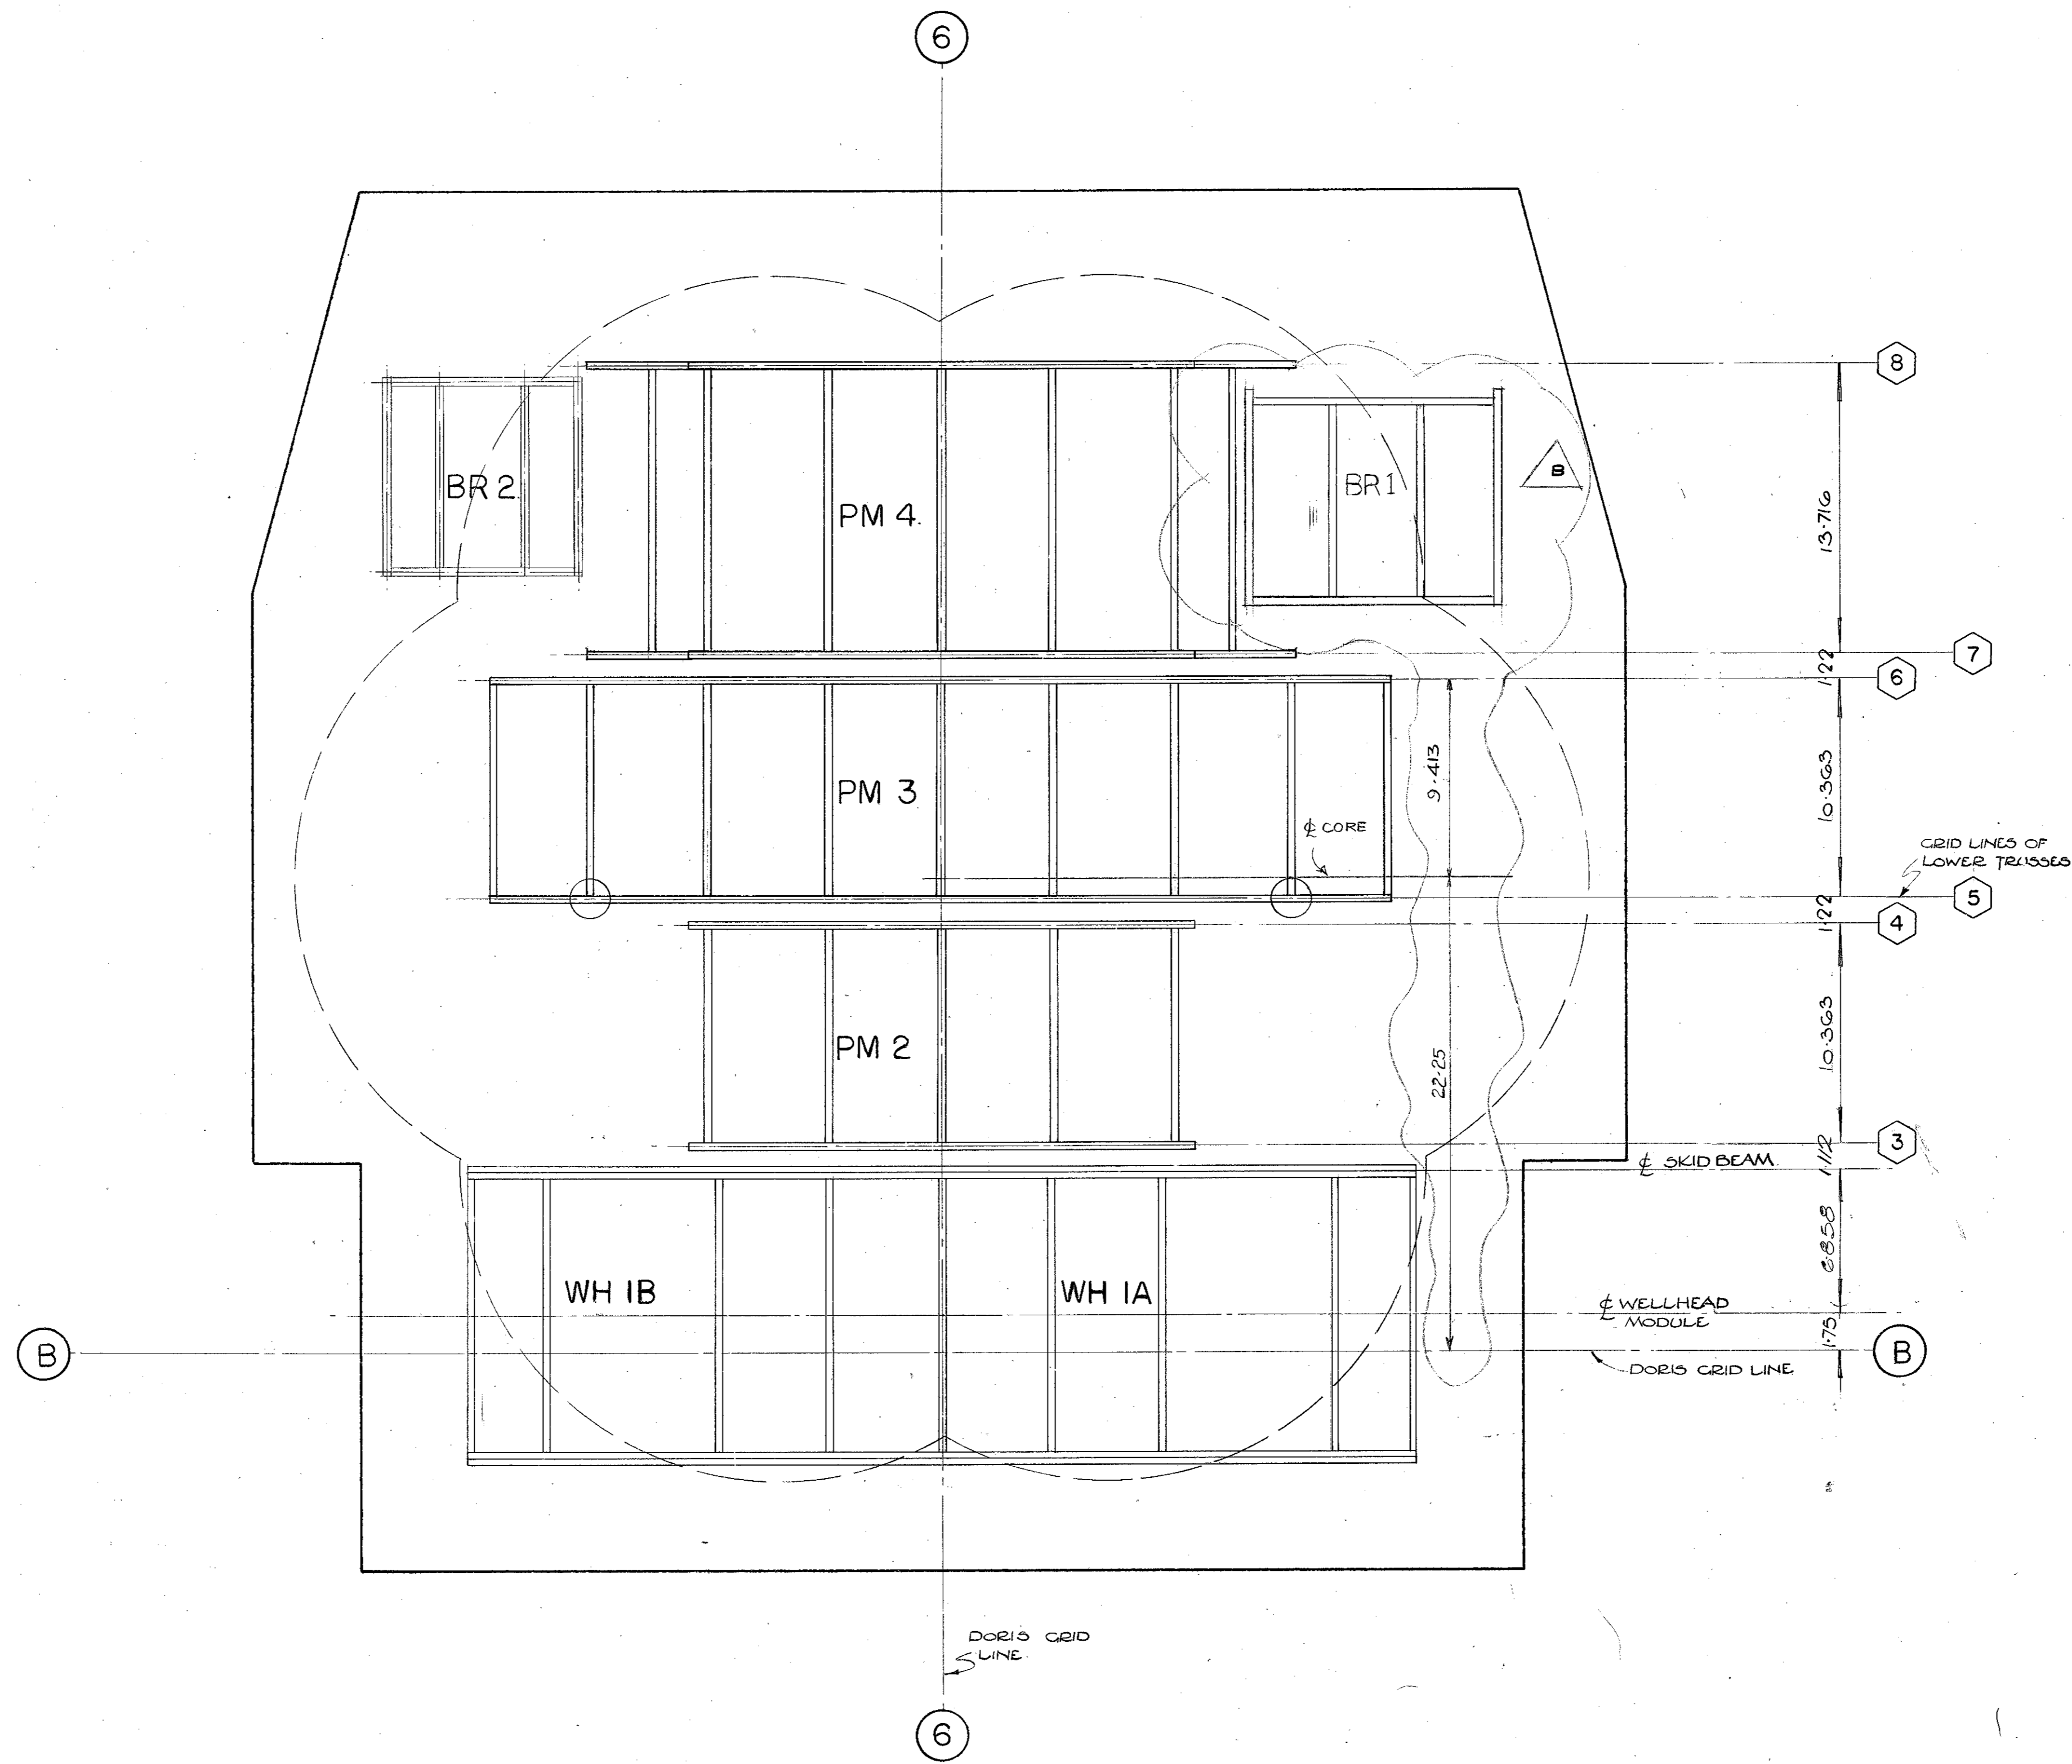 6
8
BR 2
BR 1
B
PM 4.
13·716
7
1·22
6
9·413
PM 3
10·363
℄ CORE
GRID LINES OF
LOWER TRUSSES
5
1·22
4
PM 2
22·25
10·363
3
1·112
℄ SKID BEAM
6·858
WH 1B
WH 1A
℄ WELLHEAD
MODULE
1·75
B
B
DORIS GRID LINE
DORIS GRID
LINE.
6